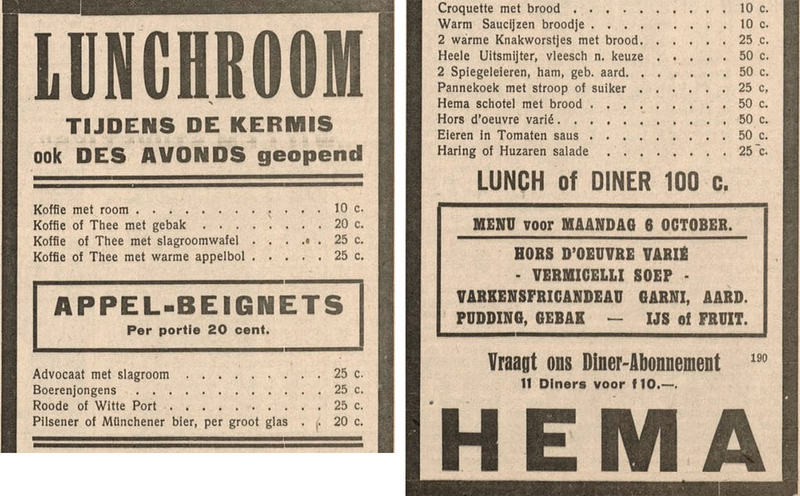 LUNCHROOM
TIJDENS DE KERMIS
ook DES AVONDS geopend
Koffie met room . . . . . . . . . . . . 10 c.
Koffie of Thee met gebak . . . . . . . . 20 c.
Koffie of Thee met slagroomwafel . . . . . 25 c.
Koffie of Thee met warme appelbol . . . . . 25 c.
APPEL-BEIGNETS
Per portie 20 cent.
Advocaat met slagroom . . . . . . . . . 25 c.
Boerenjongens . . . . . . . . . . . . 25 c.
Roode of Witte Port . . . . . . . . . . 25 c.
Pilsener of Münchener bier, per groot glas . . . 20 c.
Croquette met brood . . . . . . . . . . 10 c.
Warm Saucijzen broodje . . . . . . . . . 10 c.
2 warme Knakworstjes met brood . . . . . . 25 c.
Heele Uitsmijter, vleesch n. keuze . . . . . . 50 c.
2 Spiegeleieren, ham, geb. aard. . . . . . . . 50 c.
Pannekoek met stroop of suiker . . . . . . . 25 c,
Hema schotel met brood . . . . . . . . . 50 c.
Hors d'oeuvre varié . . . . . . . . . . . 50 c.
Eieren in Tomaten saus . . . . . . . . . 50 c.
Haring of Huzaren salade . . . . . . . . 25 c.
LUNCH of DINER 100 c.
MENU voor MAANDAG 6 OCTOBER.
HORS D'OEUVRE VARIÉ
- VERMICELLI SOEP -
VARKENSFRICANDEAU GARNI, AARD.
PUDDING, GEBAK — IJS of FRUIT.
Vraagt ons Diner-Abonnement 190
11 Diners voor f 10.—.
HEMA